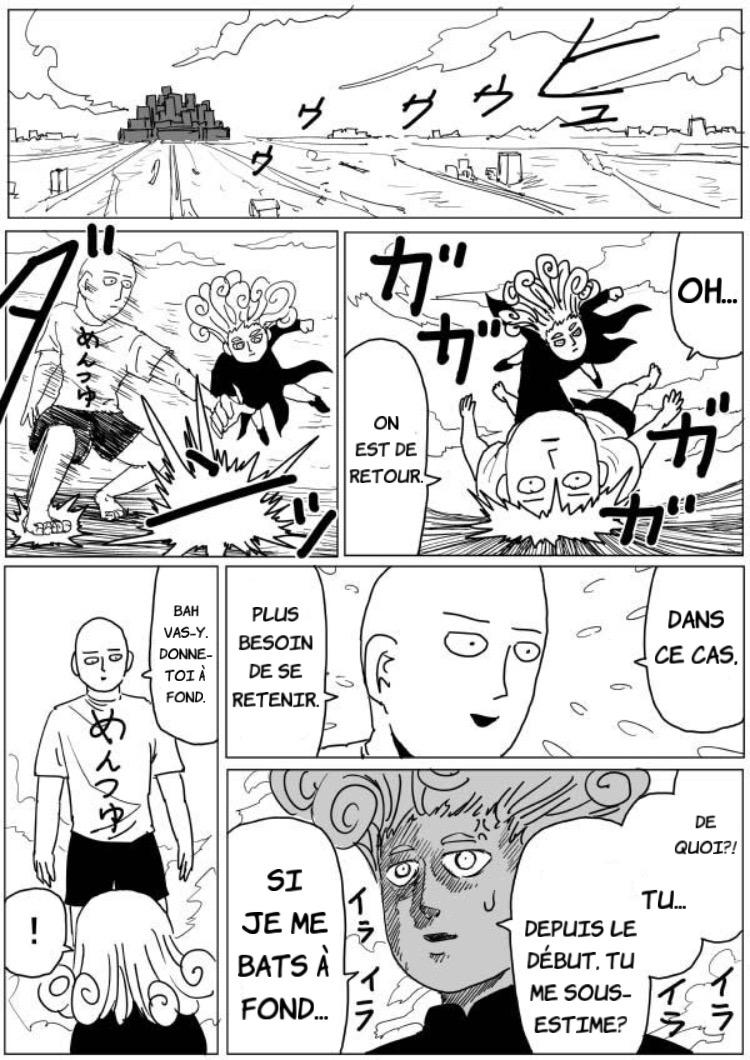 ヒュ
ウ
ウ
ウ
ウ
OH...
ON
EST DE
RETOUR.
ガ
ガ
ガ
ガ
ダ
めんつゆ
DANS
CE CAS,
PLUS
BESOIN
DE SE
RETENIR.
DE
QUOI?!
TU...
DEPUIS LE
DÉBUT, TU
ME SOUS-
ESTIME?
イラ
イラ
イラ
イラ
SI
JE ME
BATS À
FOND...
BAH
VAS-Y.
DONNE-
TOI À
FOND.
めんつゆ
!